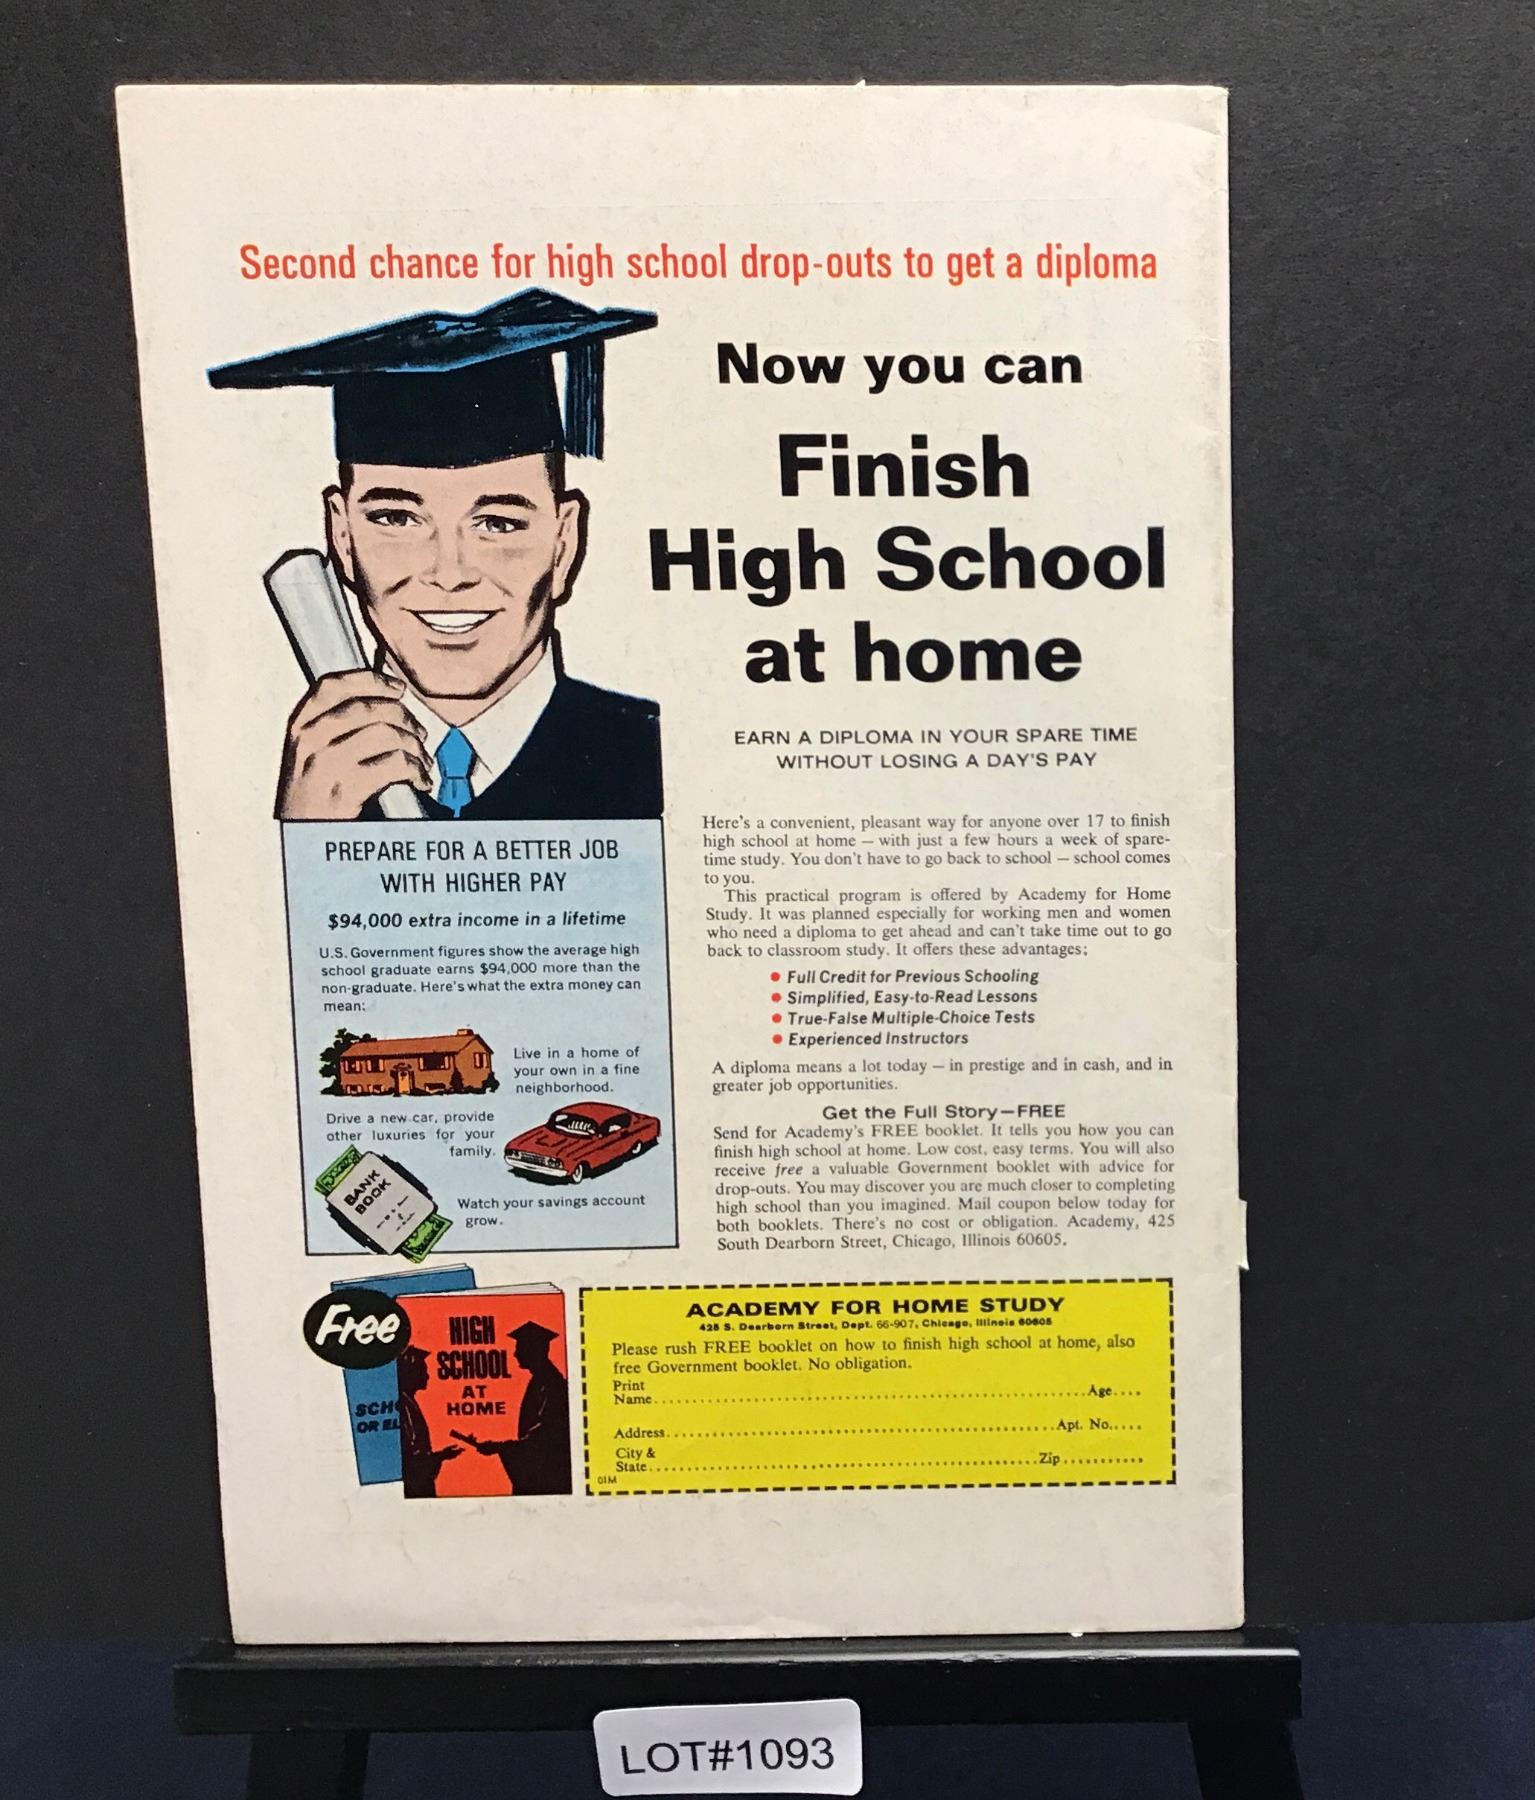 Second chance for high school drop-outs to get a diploma
Now you can
Finish
High School
at home
EARN A DIPLOMA IN YOUR SPARE TIME
WITHOUT LOSING A DAY'S PAY
PREPARE FOR A BETTER JOB
WITH HIGHER PAY
$94,000 extra income in a lifetime
U.S. Government figures show the average high
school graduate earns $94,000 more than the
non-graduate. Here's what the extra money can
mean:
Live in a home of
your own in a fine
neighborhood.
Drive a new car, provide
other luxuries for your
family.
BANK
BOOK
Watch your savings account
grow.
Here's a convenient, pleasant way for anyone over 17 to finish
high school at home – with just a few hours a week of spare-
time study. You don't have to go back to school – school comes
to you.
This practical program is offered by Academy for Home
Study. It was planned especially for working men and women
who need a diploma to get ahead and can't take time out to go
back to classroom study. It offers these advantages:
• Full Credit for Previous Schooling
• Simplified, Easy-to-Read Lessons
• True-False Multiple-Choice Tests
• Experienced Instructors
A diploma means a lot today – in prestige and in cash, and in
greater job opportunities.
Get the Full Story—FREE
Send for Academy's FREE booklet. It tells you how you can
finish high school at home. Low cost, easy terms. You will also
receive free a valuable Government booklet with advice for
drop-outs. You may discover you are much closer to completing
high school than you imagined. Mail coupon below today for
both booklets. There's no cost or obligation. Academy, 425
South Dearborn Street, Chicago, Illinois 60605.
Free
SCH
OR EL
HIGH
SCHOOL
AT
HOME
ACADEMY FOR HOME STUDY
425 S. Dearborn Street, Dept. 66-907, Chicago, Illinois 60605
Please rush FREE booklet on how to finish high school at home, also
free Government booklet. No obligation.
Print
Name........Age....
Address........Apt. No.....
City &
State........Zip...........
01M
LOT#1093